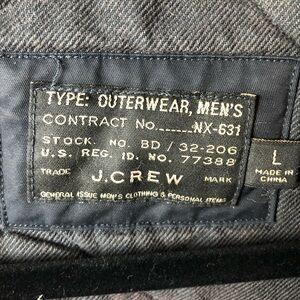 TYPE: OUTERWEAR, MEN'S
CONTRACT No.......NX-631
STOCK. NO. BD / 32-206
U.S. REG. ID. NO. 77388
TRADE J.CREW MARK
GENERAL ISSUE MEN'S CLOTHING & PERSONAL ITEMS
L
MADE IN
CHINA